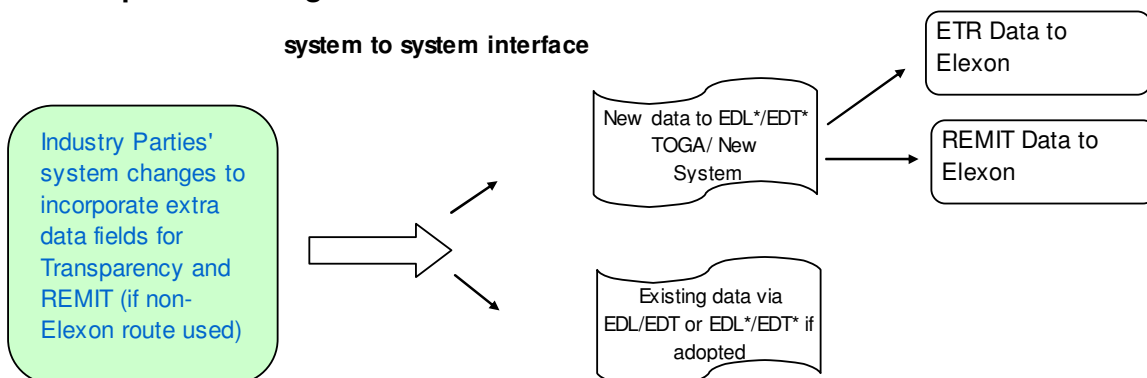 system to system interface
ETR Data to
Elexon
New data to EDL*/EDT*
TOGA/ New
System
REMIT Data to
Elexon
Industry Parties'
system changes to
incorporate extra
data fields for
Transparency and
REMIT (if non-
Elexon route used)
Existing data via
EDL/EDT or EDL*/EDT* if
adopted